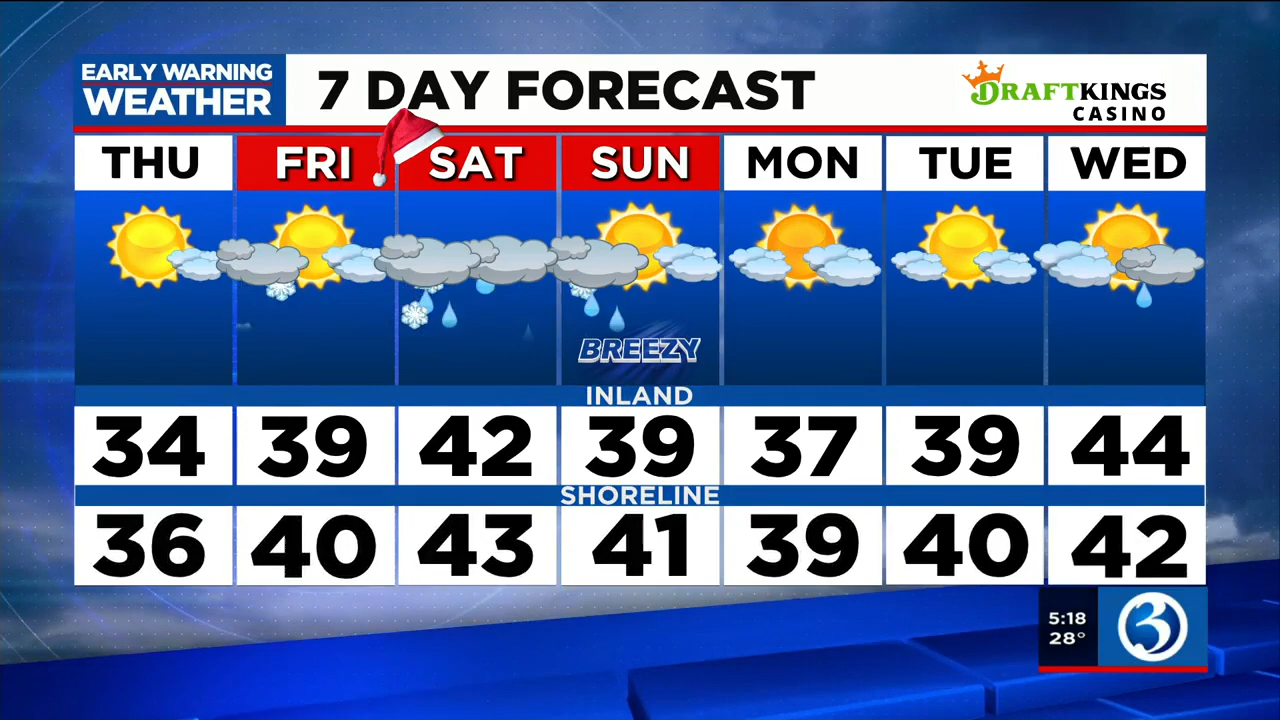 EARLY WARNING
WEATHER
7 DAY FORECAST
DRAFTKINGS
CASINO
THU FRI SAT SUN MON TUE WED
BREEZY
INLAND
34 39 42 39 37 39 44
SHORELINE
36 40 43 41 39 40 42
5:18
28°
3